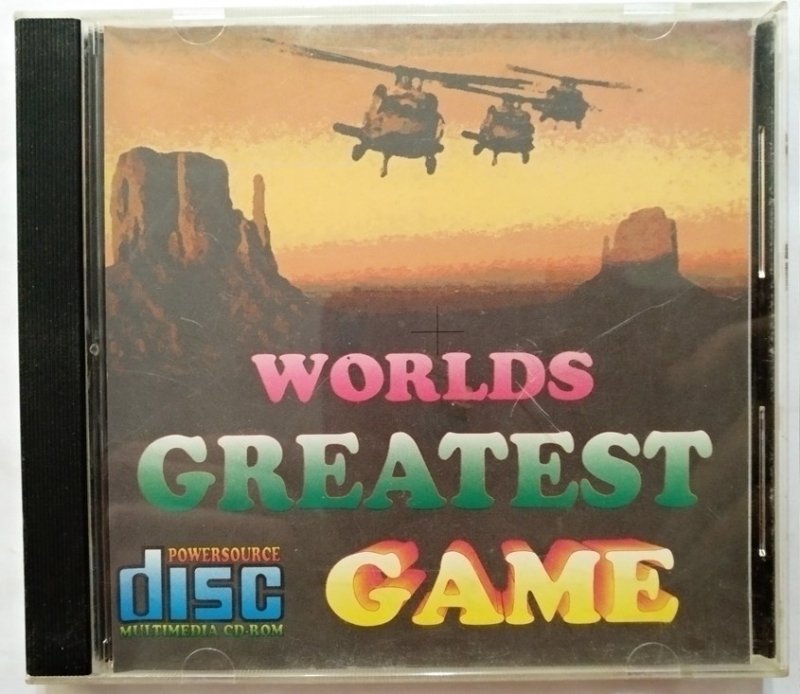 WORLDS
GREATEST
GAME
POWERSOURCE
disc
MULTIMEDIA CD-ROM